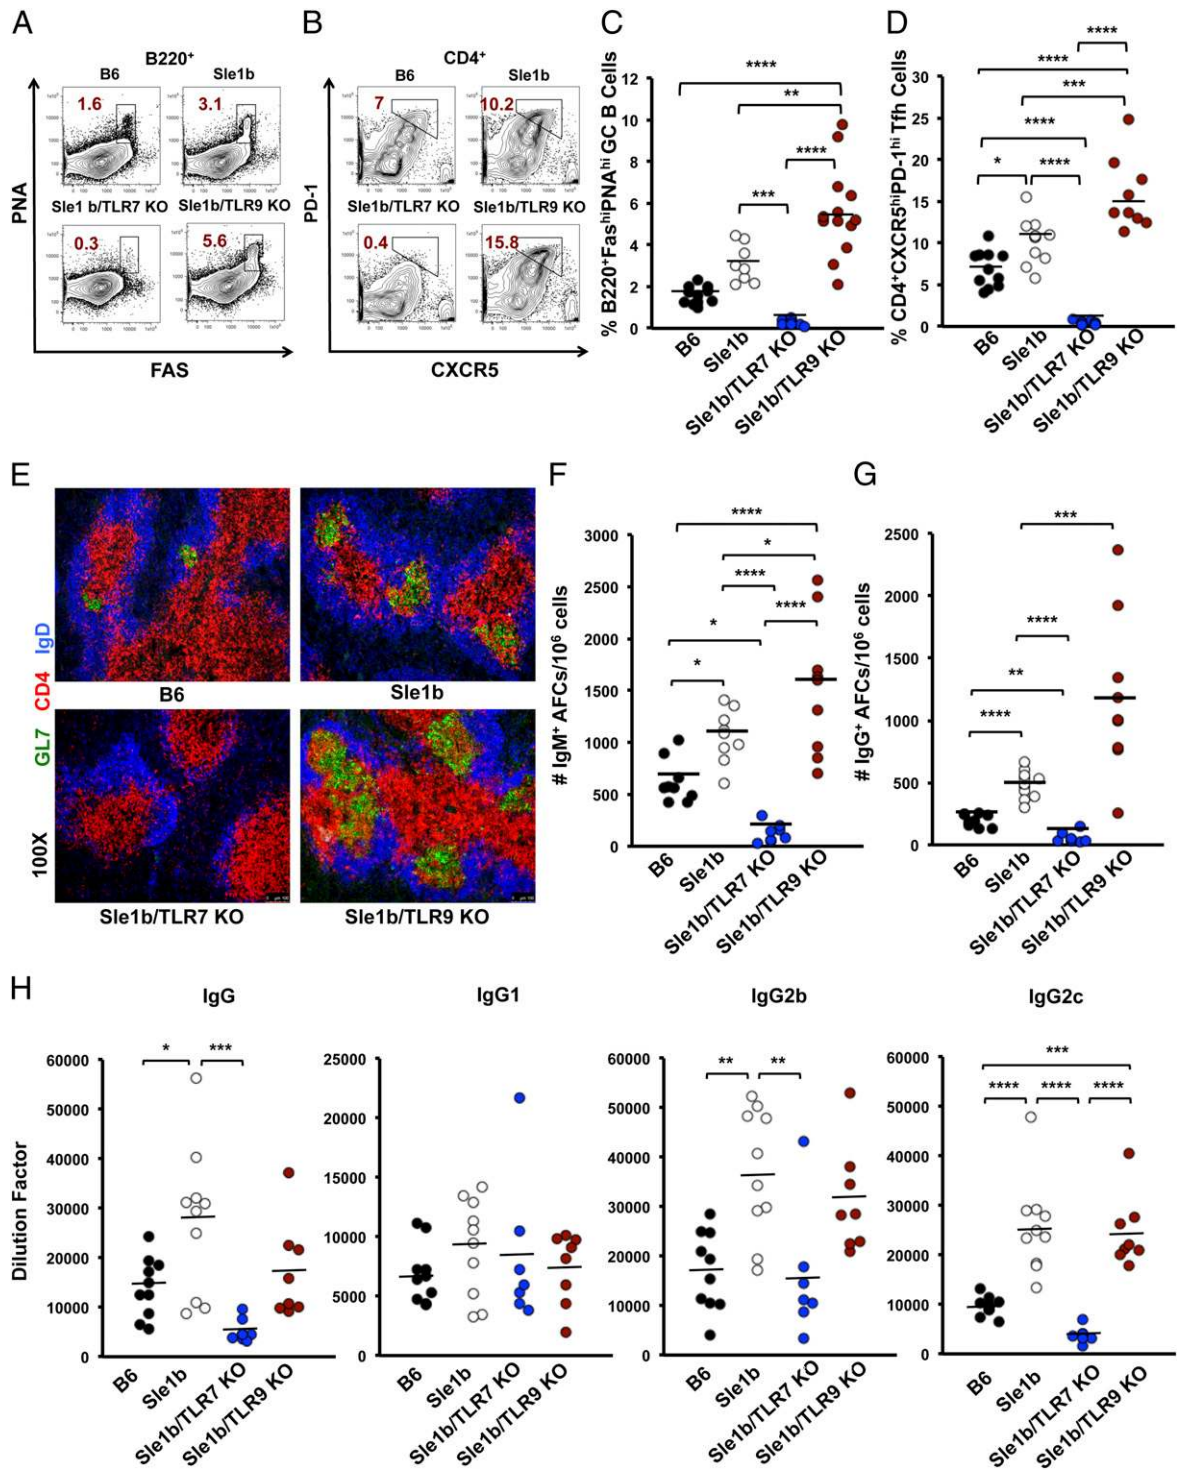 A
B220⁺
B6
Sle1b
1.6
3.1
Sle1 b/TLR7 KO
Sle1b/TLR9 KO
0.3
5.6
PNA
FAS
B
CD4⁺
B6
Sle1b
7
10.2
Sle1b/TLR7 KO
Sle1b/TLR9 KO
0.4
15.8
PD-1
CXCR5
C
% B220⁺FasʰⁱPNAʰⁱ GC B Cells
****
**
****
***
12
10
8
6
4
2
0
B6
Sle1b
Sle1b/TLR7 KO
Sle1b/TLR9 KO
D
% CD4⁺CXCR5ʰⁱPD-1ʰⁱ Tfh Cells
****
****
***
****
*
****
30
25
20
15
10
5
0
B6
Sle1b
Sle1b/TLR7 KO
Sle1b/TLR9 KO
E
GL7 CD4 IgD
100X
B6
Sle1b
Sle1b/TLR7 KO
Sle1b/TLR9 KO
F
# IgM⁺ AFCs/10⁶ cells
****
*
****
****
*
*
3000
2500
2000
1500
1000
500
0
B6
Sle1b
Sle1b/TLR7 KO
Sle1b/TLR9 KO
G
# IgG⁺ AFCs/10⁶ cells
***
****
**
****
2500
2000
1500
1000
500
0
B6
Sle1b
Sle1b/TLR7 KO
Sle1b/TLR9 KO
H
Dilution Factor
IgG
*
***
60000
50000
40000
30000
20000
10000
0
B6
Sle1b
Sle1b/TLR7 KO
Sle1b/TLR9 KO
IgG1
25000
20000
15000
10000
5000
0
B6
Sle1b
Sle1b/TLR7 KO
Sle1b/TLR9 KO
IgG2b
**
**
60000
50000
40000
30000
20000
10000
0
B6
Sle1b
Sle1b/TLR7 KO
Sle1b/TLR9 KO
IgG2c
***
****
****
****
60000
50000
40000
30000
20000
10000
0
B6
Sle1b
Sle1b/TLR7 KO
Sle1b/TLR9 KO